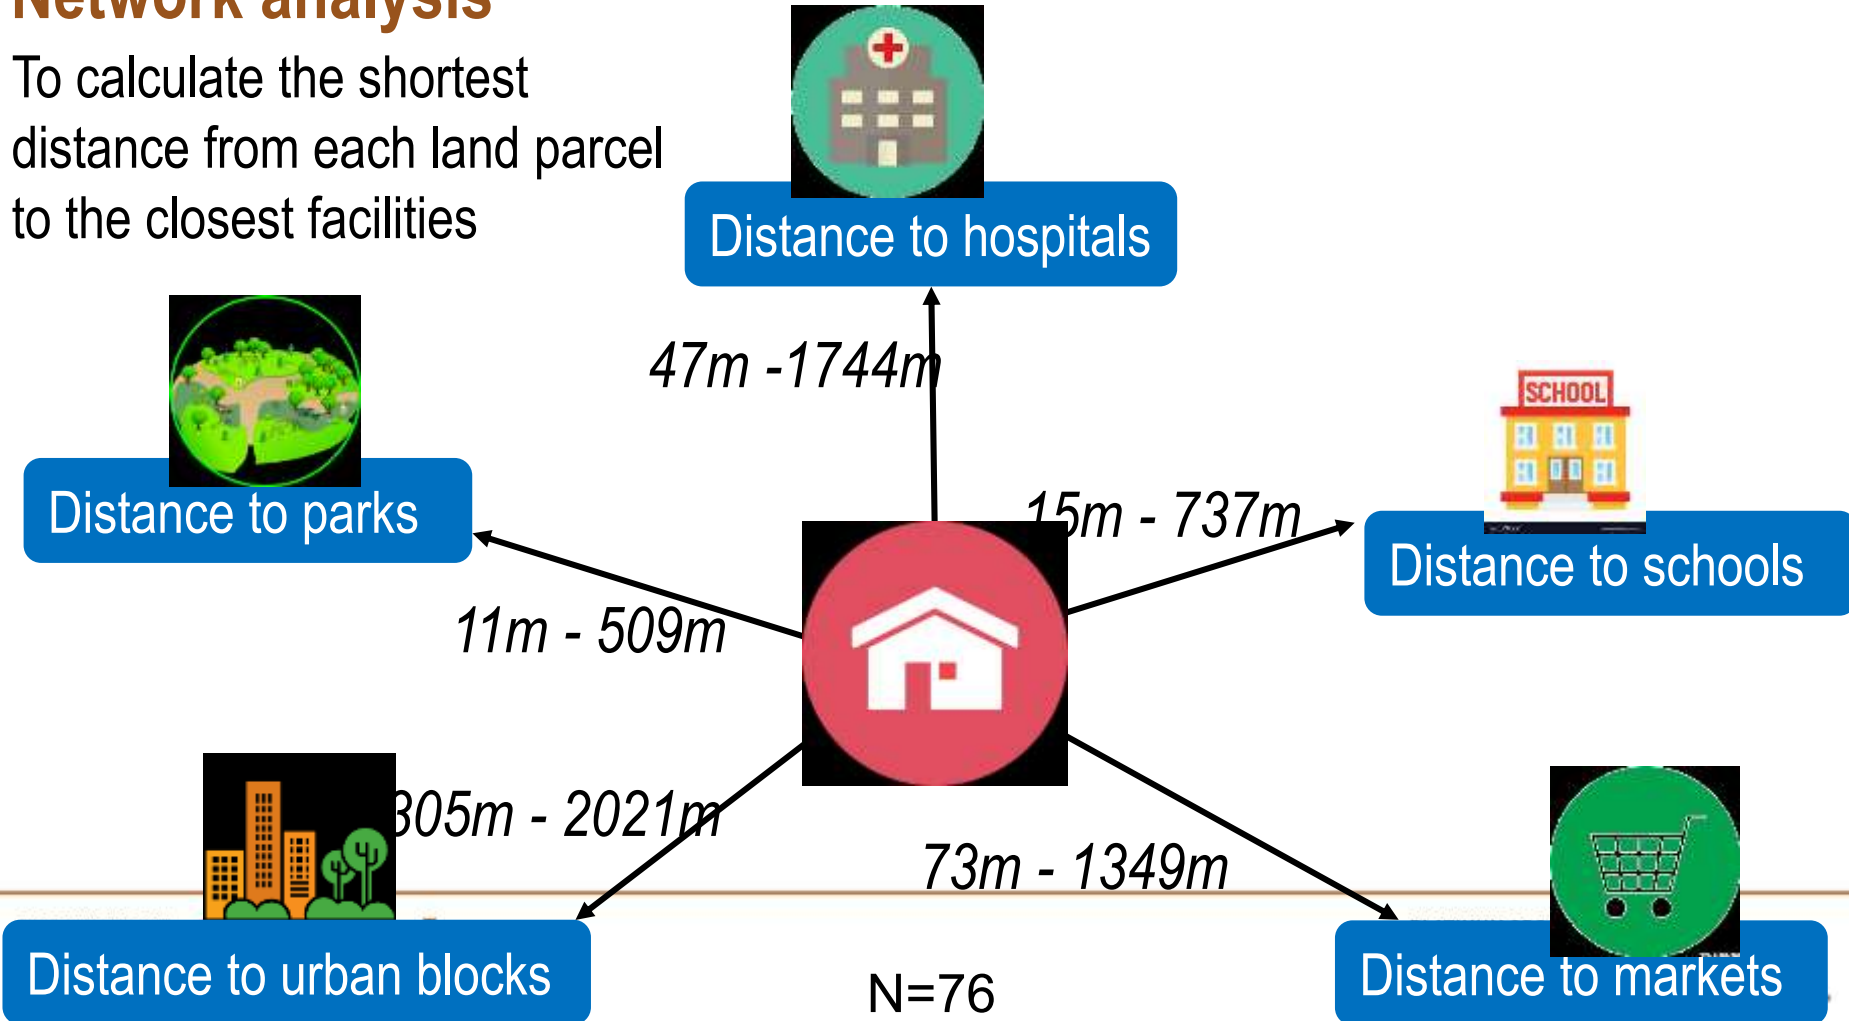 Network analysis
To calculate the shortest
distance from each land parcel
to the closest facilities
Distance to hospitals
47m -1744m
SCHOOL
15m - 737m
Distance to parks
Distance to schools
11m - 509m
305m - 2021m
73m - 1349m
Distance to urban blocks
N=76
Distance to markets